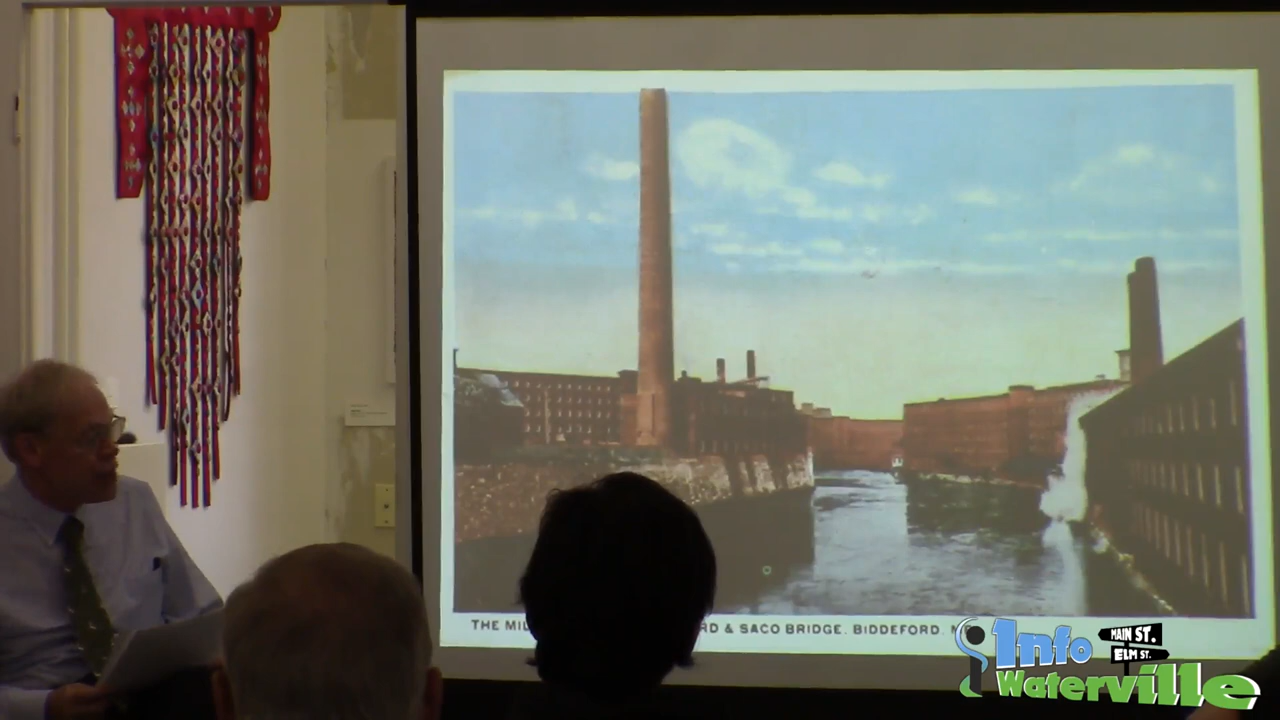 THE MIL
RD & SACO BRIDGE. BIDDEFORD.
Info
MAIN ST.
ELM ST.
Waterville